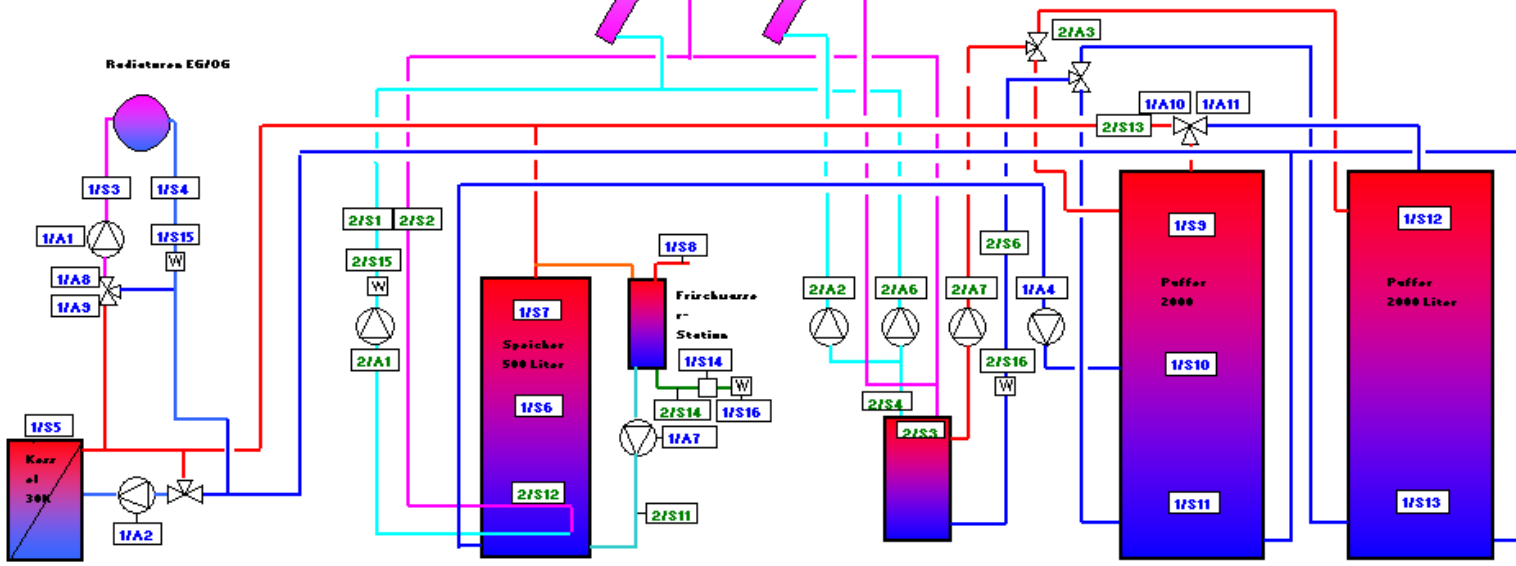 2/A3
Radiatoren EG/OG
1/A10 1/A11
2/S13
1/S3 1/S4
2/S1 2/S2
1/S12
1/S9
1/A1 1/S15
2/S6
1/S8
2/S15
W
1/A8
1/A9
2/A2 2/A6 2/A7 1/A4
Puffer
2000
Puffer
2000 Liter
Frischwasse
r-
Station
1/S7
Speicher
500 Liter
2/A1
1/S14
2/S16
1/S10
W
W
2/S4
1/S6
2/S14 1/S16
1/S5
2/S3
1/A7
Kess
el
30K
2/S12
1/S11
1/S13
2/S11
1/A2
W